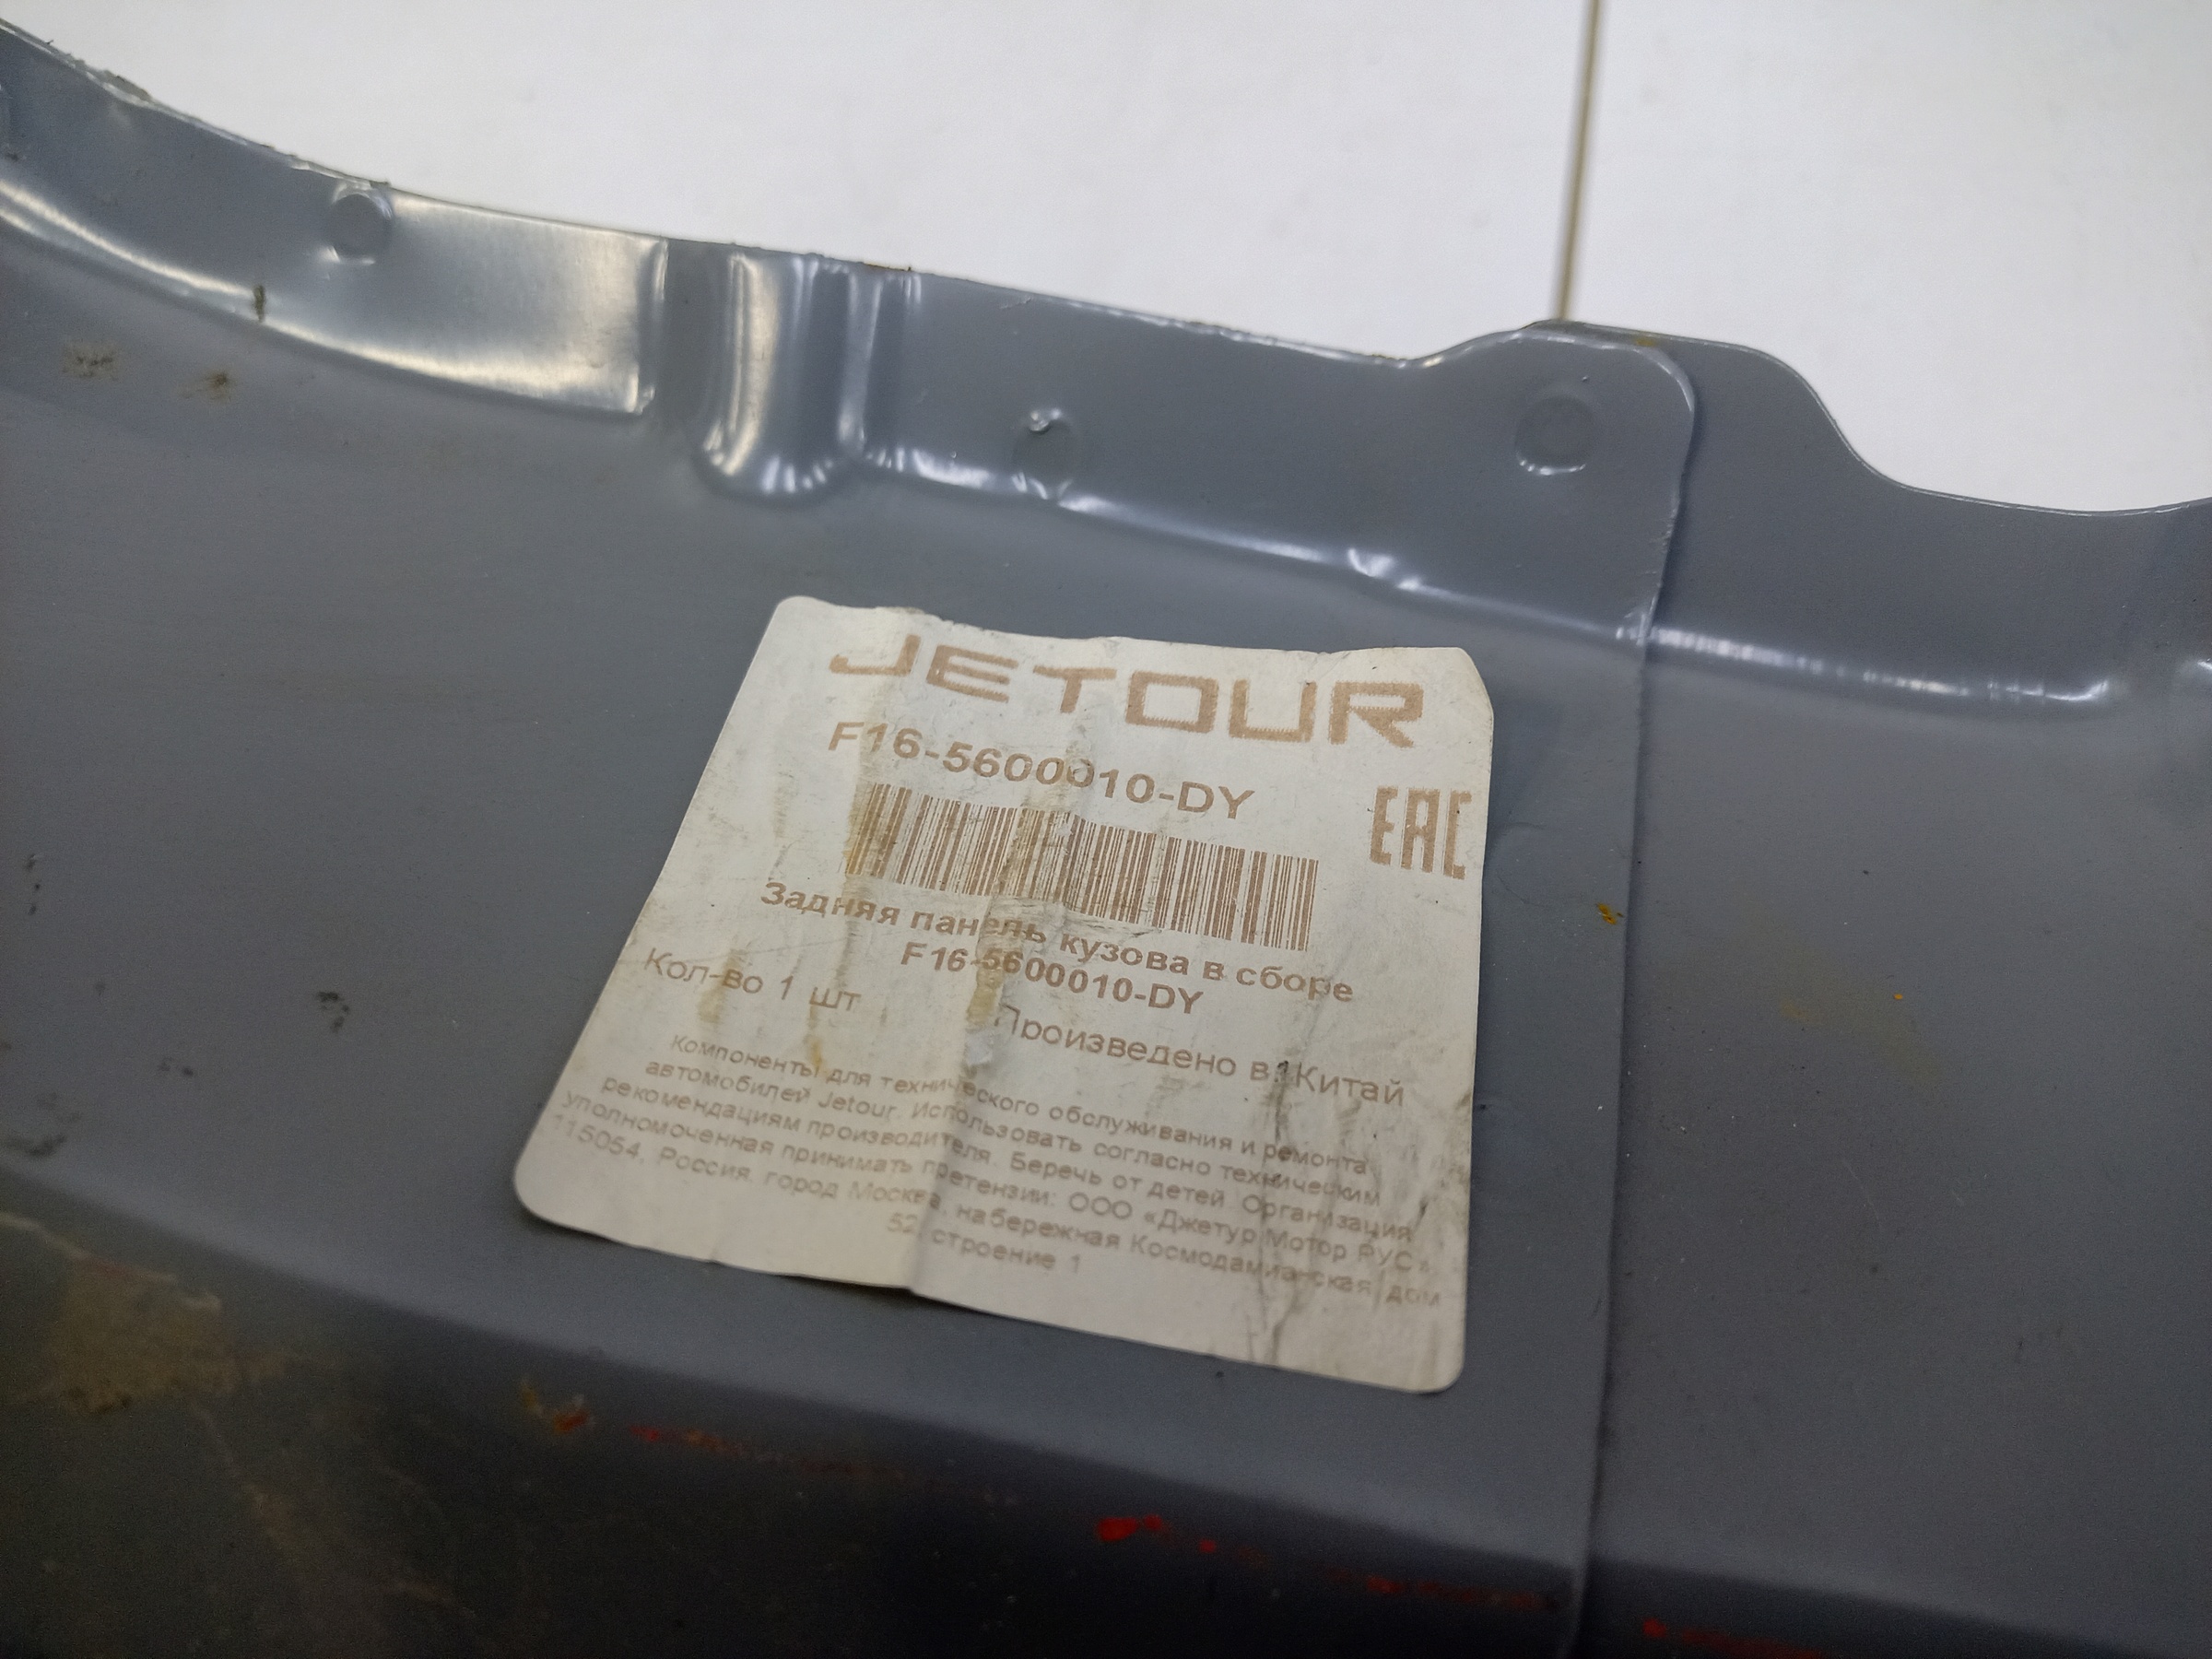 JETOUR
F16-5600010-DY
EAC
Задняя панель кузова в сборе
F16-5600010-DY
Кол-во 1 шт
Произведено в: Китай
Компоненты для технического обслуживания и ремонта
автомобилей Jetour. Использовать согласно техническим
рекомендациям производителя. Беречь от детей. Организация
уполномоченная принимать претензии: ООО «Джетур Мотор РУС»
115054, Россия, город Москва, набережная Космодамианская, дом
52, строение 1